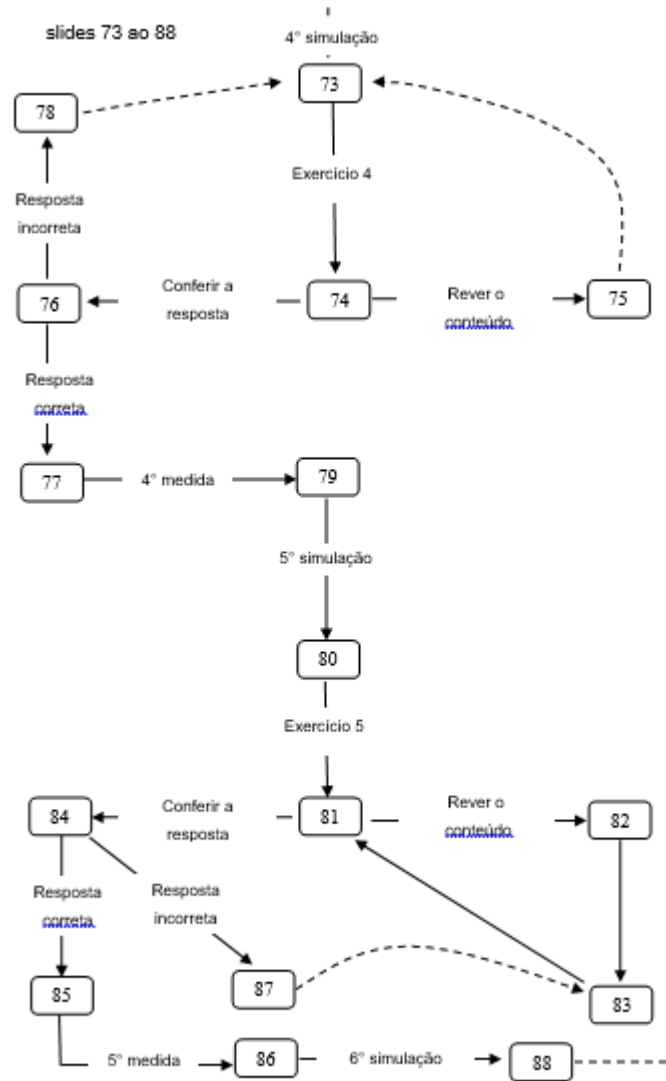 slides 73 ao 88
4° simulação
73
78
Exercício 4
Resposta
incorreta
76
Conferir a
resposta
74
Rever o
conteúdo
75
Resposta
correta
77
4° medida
79
5° simulação
80
Exercício 5
84
Conferir a
resposta
81
Rever o
conteúdo
82
Resposta
correta
Resposta
incorreta
85
87
83
5° medida
86
6° simulação
88